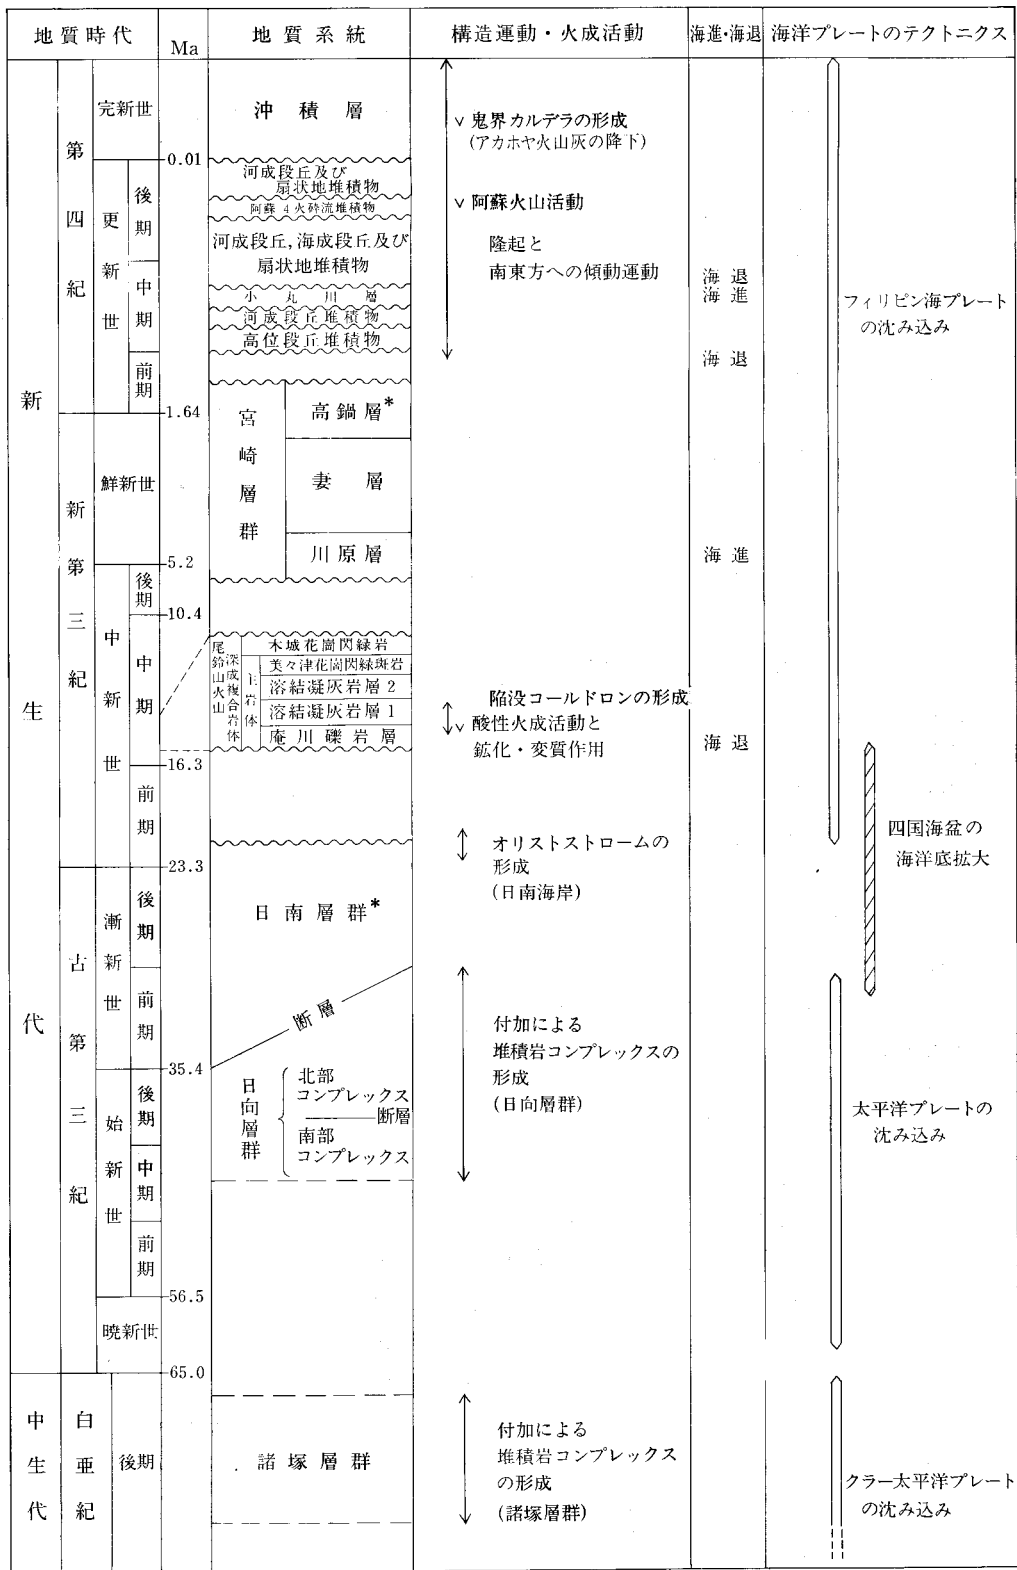 地質時代
Ma
地質系統
構造運動・火成活動
海進・海退
海洋プレートのテクトニクス
新生代
第四紀
完新世
更新世
後期
中期
前期
新第三紀
鮮新世
中新世
後期
中期
前期
古第三紀
漸新世
後期
前期
始新世
後期
中期
前期
暁新世
中生代
白亜紀
後期
0.01
1.64
5.2
10.4
16.3
23.3
35.4
56.5
65.0
沖積層
河成段丘及び
扇状地堆積物
阿蘇4火砕流堆積物
河成段丘,海成段丘及び
扇状地堆積物
小丸川層
河成段丘堆積物
高位段丘堆積物
宮崎層群
高鍋層*
妻層
川原層
尾鈴山火山
深成複合岩体
木城花崗閃緑岩
主岩体
美々津花崗閃緑斑岩
溶結凝灰岩層2
溶結凝灰岩層1
庵川礫岩層
日南層群*
断層
日向層群
北部
コンプレックス
断層
南部
コンプレックス
諸塚層群
鬼界カルデラの形成
(アカホヤ火山灰の降下)
阿蘇火山活動
隆起と
南東方への傾動運動
陥没コールドロンの形成
酸性火成活動と
鉱化・変質作用
オリストストロームの
形成
(日南海岸)
付加による
堆積岩コンプレックスの
形成
(日向層群)
付加による
堆積岩コンプレックス
の形成
(諸塚層群)
海退
海進
海退
海進
海退
フィリピン海プレート
の沈み込み
四国海盆の
海洋底拡大
太平洋プレートの
沈み込み
クラー太平洋プレート
の沈み込み